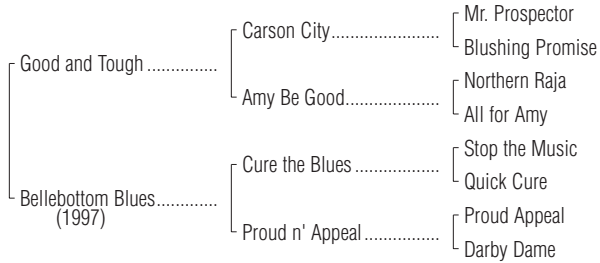 Mr. Prospector
Carson City.....................
Blushing Promise
Good and Tough ..............
Northern Raja
Amy Be Good..................
All for Amy
Stop the Music
Cure the Blues ................
Quick Cure
Bellebottom Blues............
(1997)
Proud Appeal
Proud n' Appeal ..............
Darby Dame